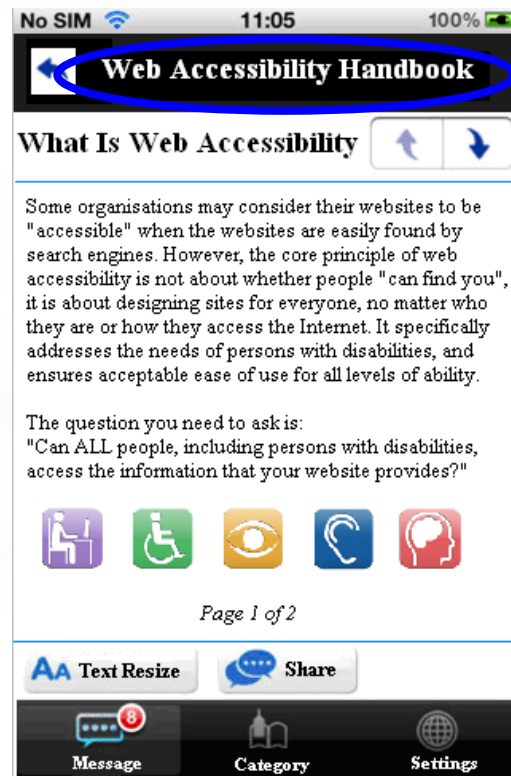 No SIM 11:05 100%
Web Accessibility Handbook
What Is Web Accessibility
Some organisations may consider their websites to be
"accessible" when the websites are easily found by
search engines. However, the core principle of web
accessibility is not about whether people "can find you",
it is about designing sites for everyone, no matter who
they are or how they access the Internet. It specifically
addresses the needs of persons with disabilities, and
ensures acceptable ease of use for all levels of ability.
The question you need to ask is:
"Can ALL people, including persons with disabilities,
access the information that your website provides?"
Page 1 of 2
AA Text Resize Share
8
Message Category Settings